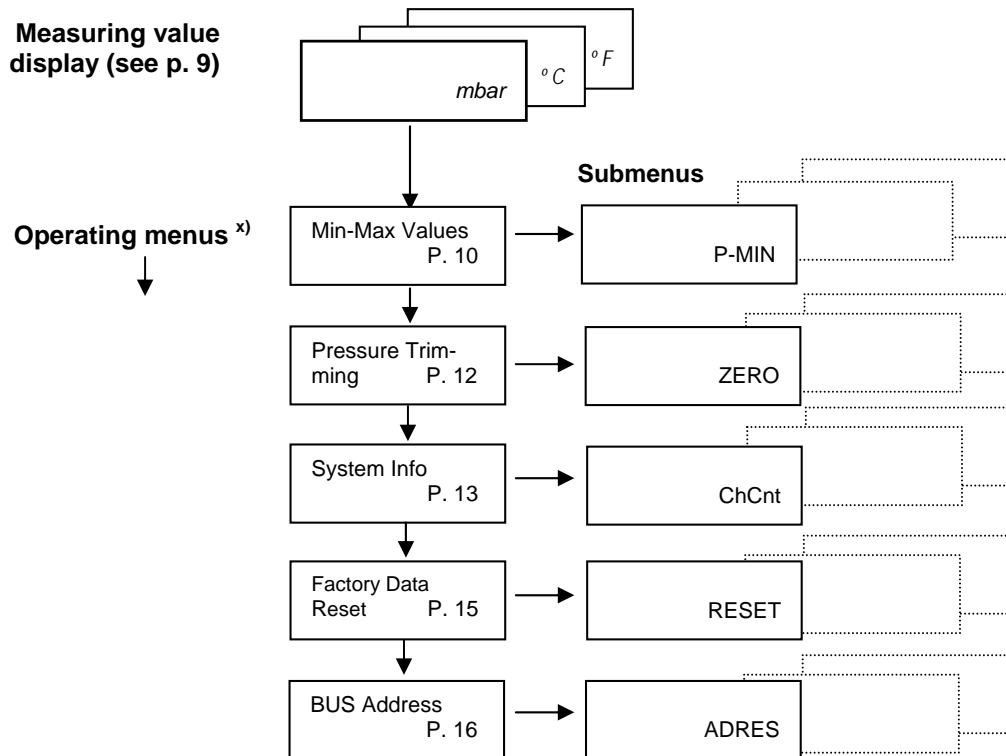 Measuring value
display (see p. 9)
º F
º C
mbar
Submenus
Operating menus x)
Min-Max Values
P. 10
P-MIN
Pressure Trim-
ming P. 12
ZERO
System Info
P. 13
ChCnt
Factory Data
Reset P. 15
RESET
BUS Address
P. 16
ADRES